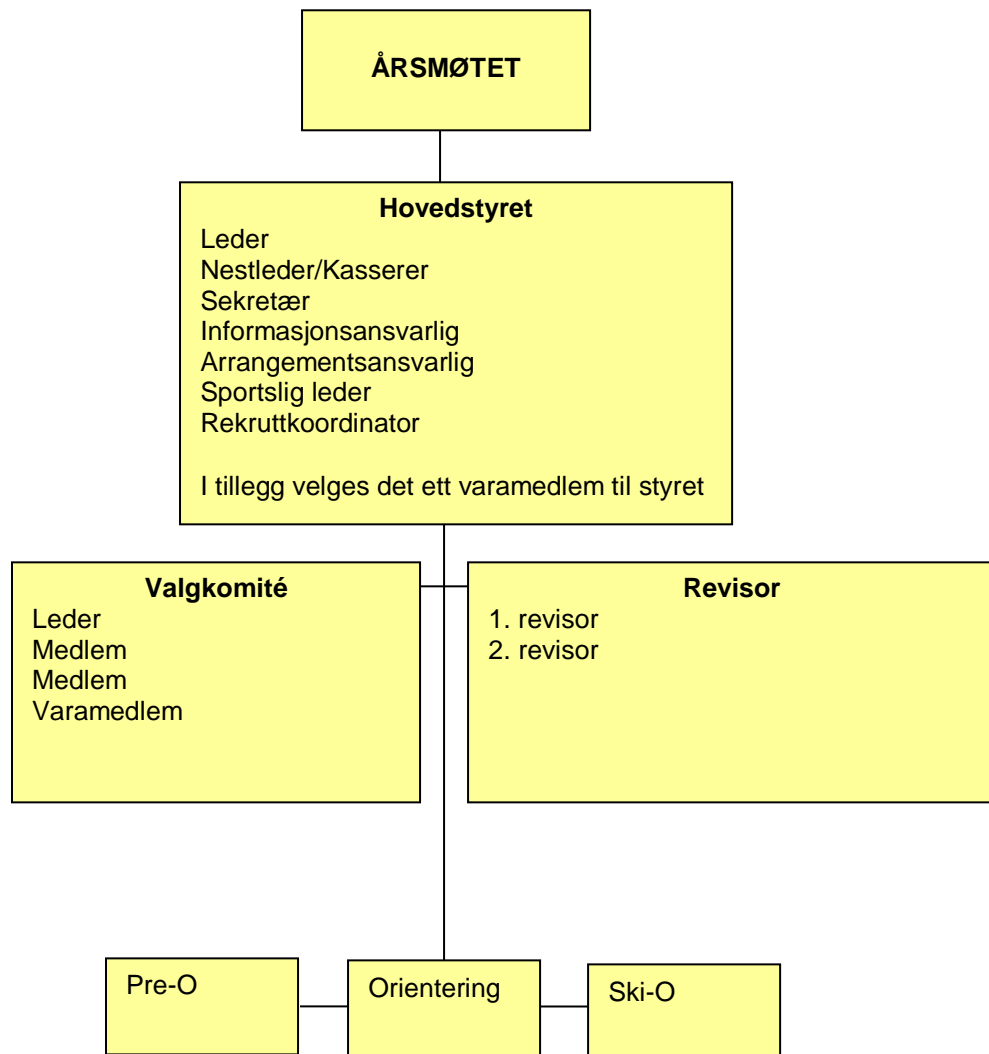 ÅRSMØTET
Hovedstyret
Leder
Nestleder/Kasserer
Sekretær
Informasjonsansvarlig
Arrangementsansvarlig
Sportslig leder
Rekruttkoordinator
I tillegg velges det ett varamedlem til styret
Valgkomité
Leder
Medlem
Medlem
Varamedlem
Revisor
1. revisor
2. revisor
Pre-O
Orientering
Ski-O